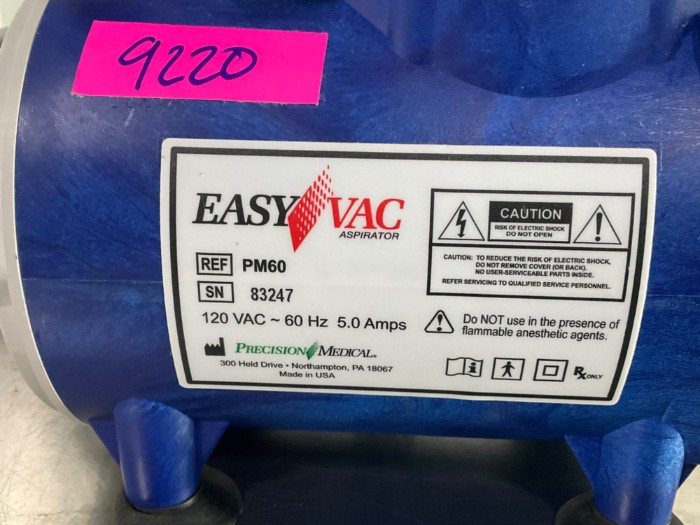 9220
EASY VAC
ASPIRATOR
REF PM60
SN 83247
120 VAC ~ 60 Hz 5.0 Amps
PRECISION MEDICAL.
300 Held Drive • Northampton, PA 18067
Made in USA
CAUTION
RISK OF ELECTRIC SHOCK
DO NOT OPEN
CAUTION: TO REDUCE THE RISK OF ELECTRIC SHOCK,
DO NOT REMOVE COVER (OR BACK).
NO USER-SERVICEABLE PARTS INSIDE.
REFER SERVICING TO QUALIFIED SERVICE PERSONNEL.
Do NOT use in the presence of
flammable anesthetic agents.
Rx ONLY